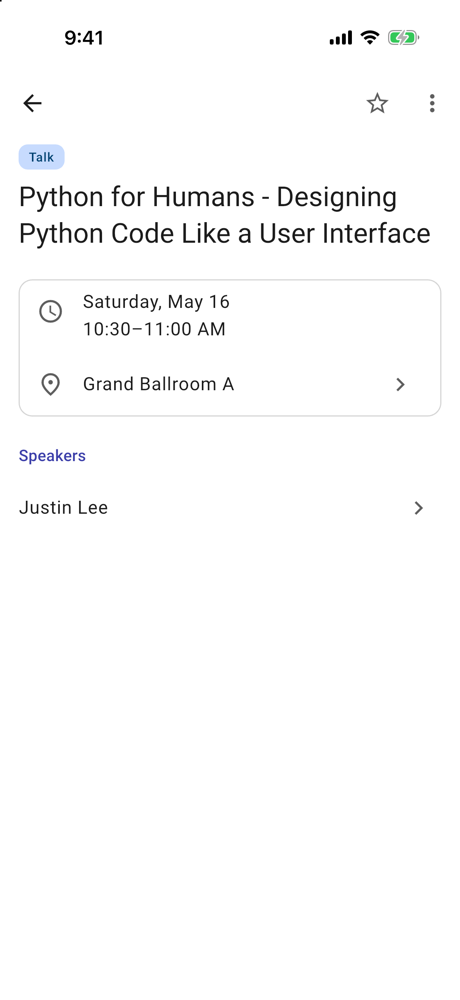 9:41
Talk
Python for Humans - Designing
Python Code Like a User Interface
Saturday, May 16
10:30–11:00 AM
Grand Ballroom A
Speakers
Justin Lee